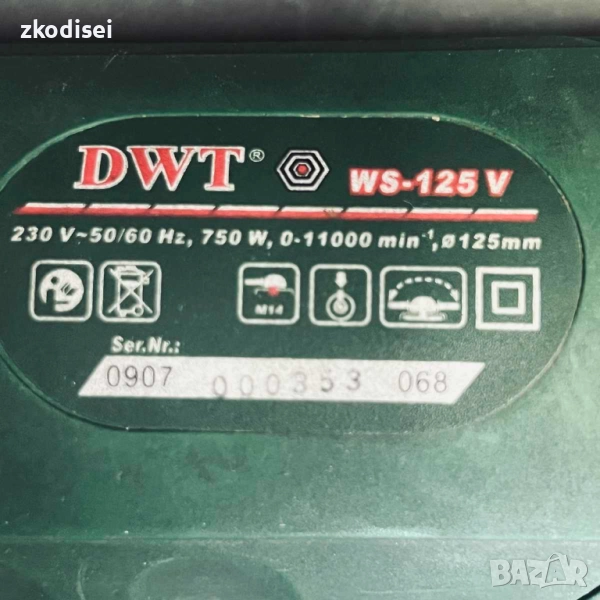 zkodisei
DWT® WS-125 V
230 V~50/60 Hz, 750 W, 0-11000 min⁻¹, Ø125mm
M14
Ser.Nr.:
0907 000353 068
BAZAR